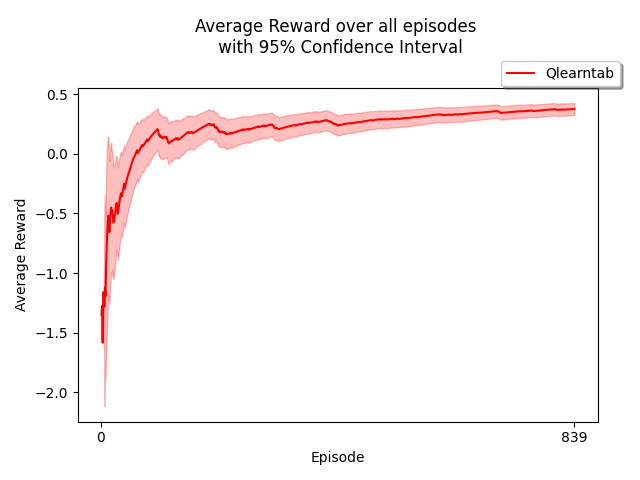 Average Reward over all episodes
with 95% Confidence Interval
Qlearntab
0.5
0.0
−0.5
−1.0
−1.5
−2.0
Average Reward
0
839
Episode